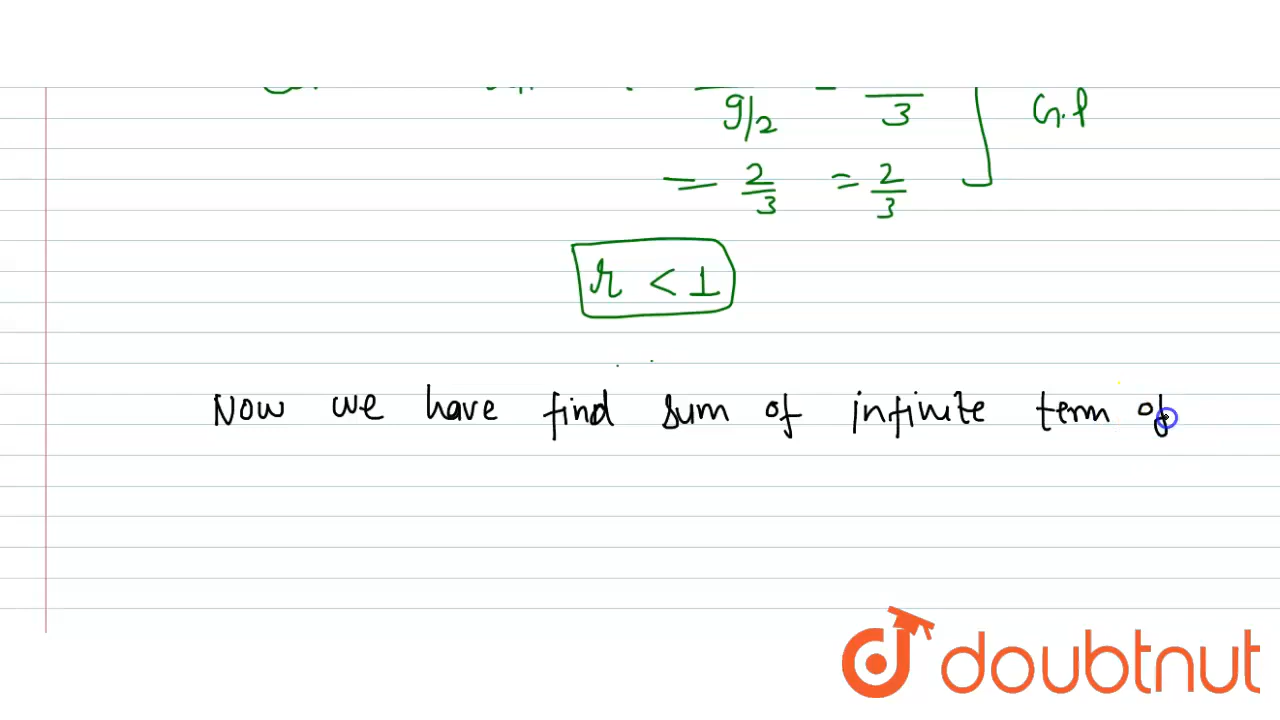 9/2 = 3 G.P
= 2/3 = 2/3
r < 1
Now we have find sum of infinite term of
doubtnut